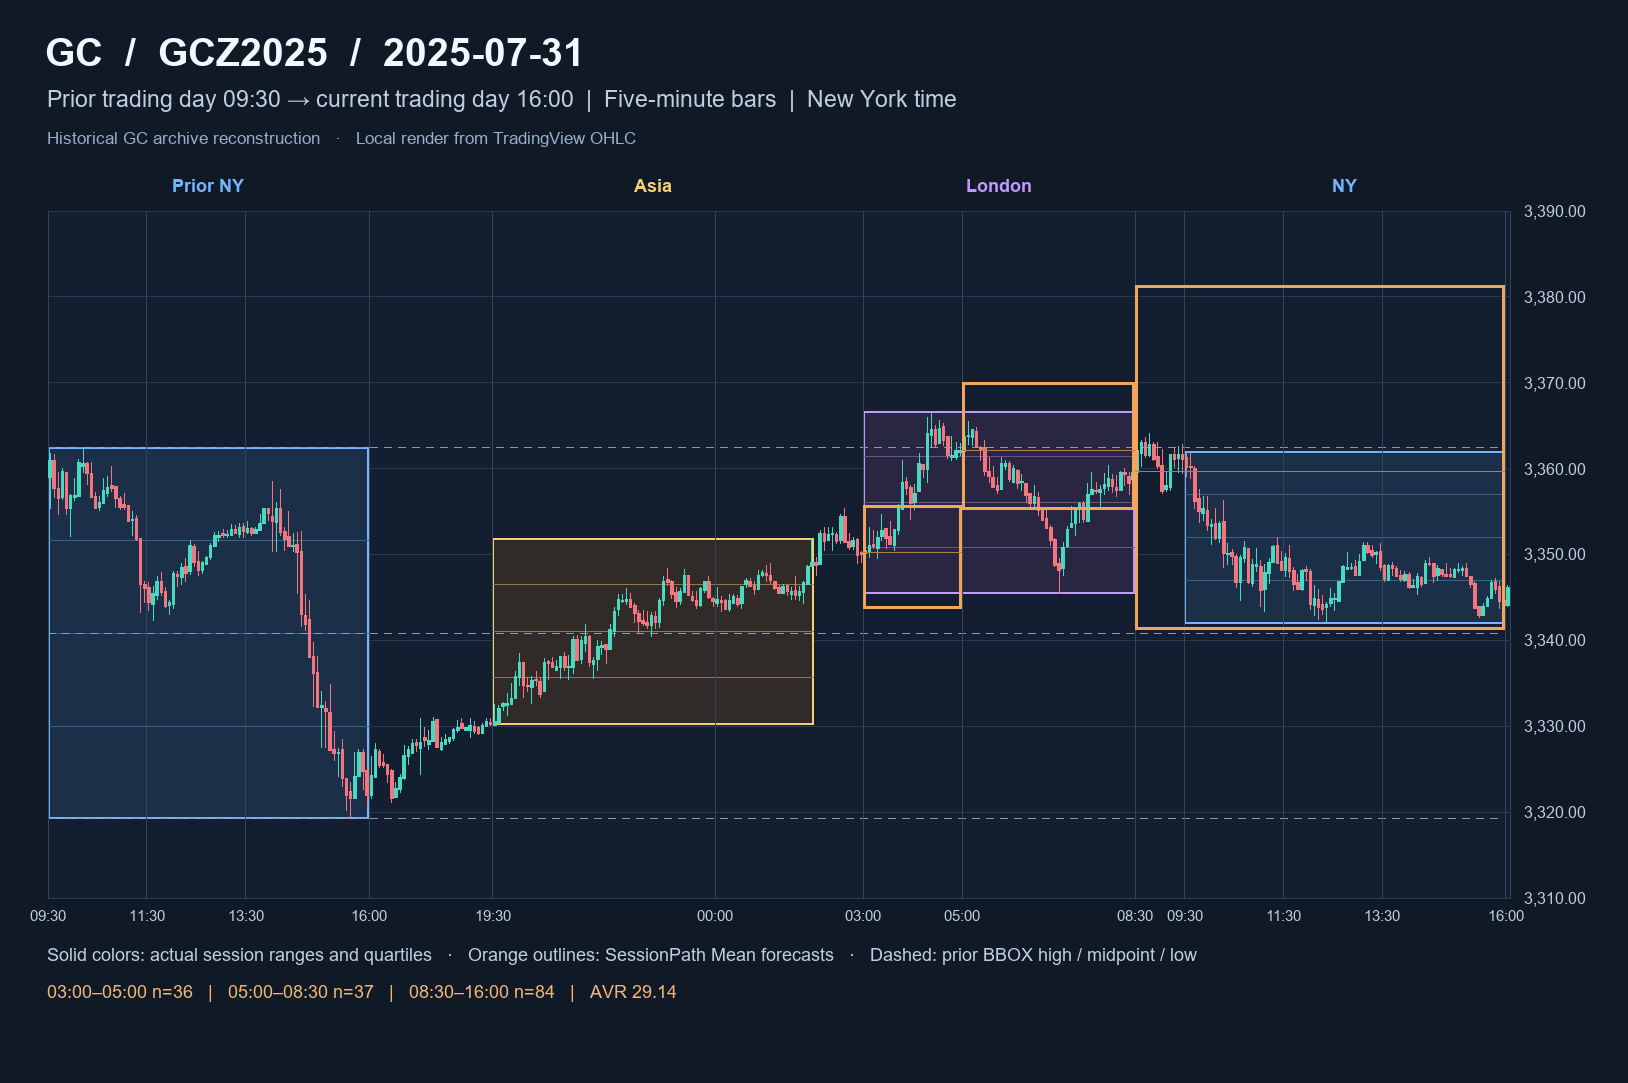 GC / GCZ2025 / 2025-07-31
Prior trading day 09:30 → current trading day 16:00 | Five-minute bars | New York time
Historical GC archive reconstruction · Local render from TradingView OHLC
Prior NY Asia London NY
3,390.00
3,380.00
3,370.00
3,360.00
3,350.00
3,340.00
3,330.00
3,320.00
3,310.00
09:30 11:30 13:30 16:00 19:30 00:00 03:00 05:00 08:30 09:30 11:30 13:30 16:00
Solid colors: actual session ranges and quartiles · Orange outlines: SessionPath Mean forecasts · Dashed: prior BBOX high / midpoint / low
03:00–05:00 n=36 | 05:00–08:30 n=37 | 08:30–16:00 n=84 | AVR 29.14